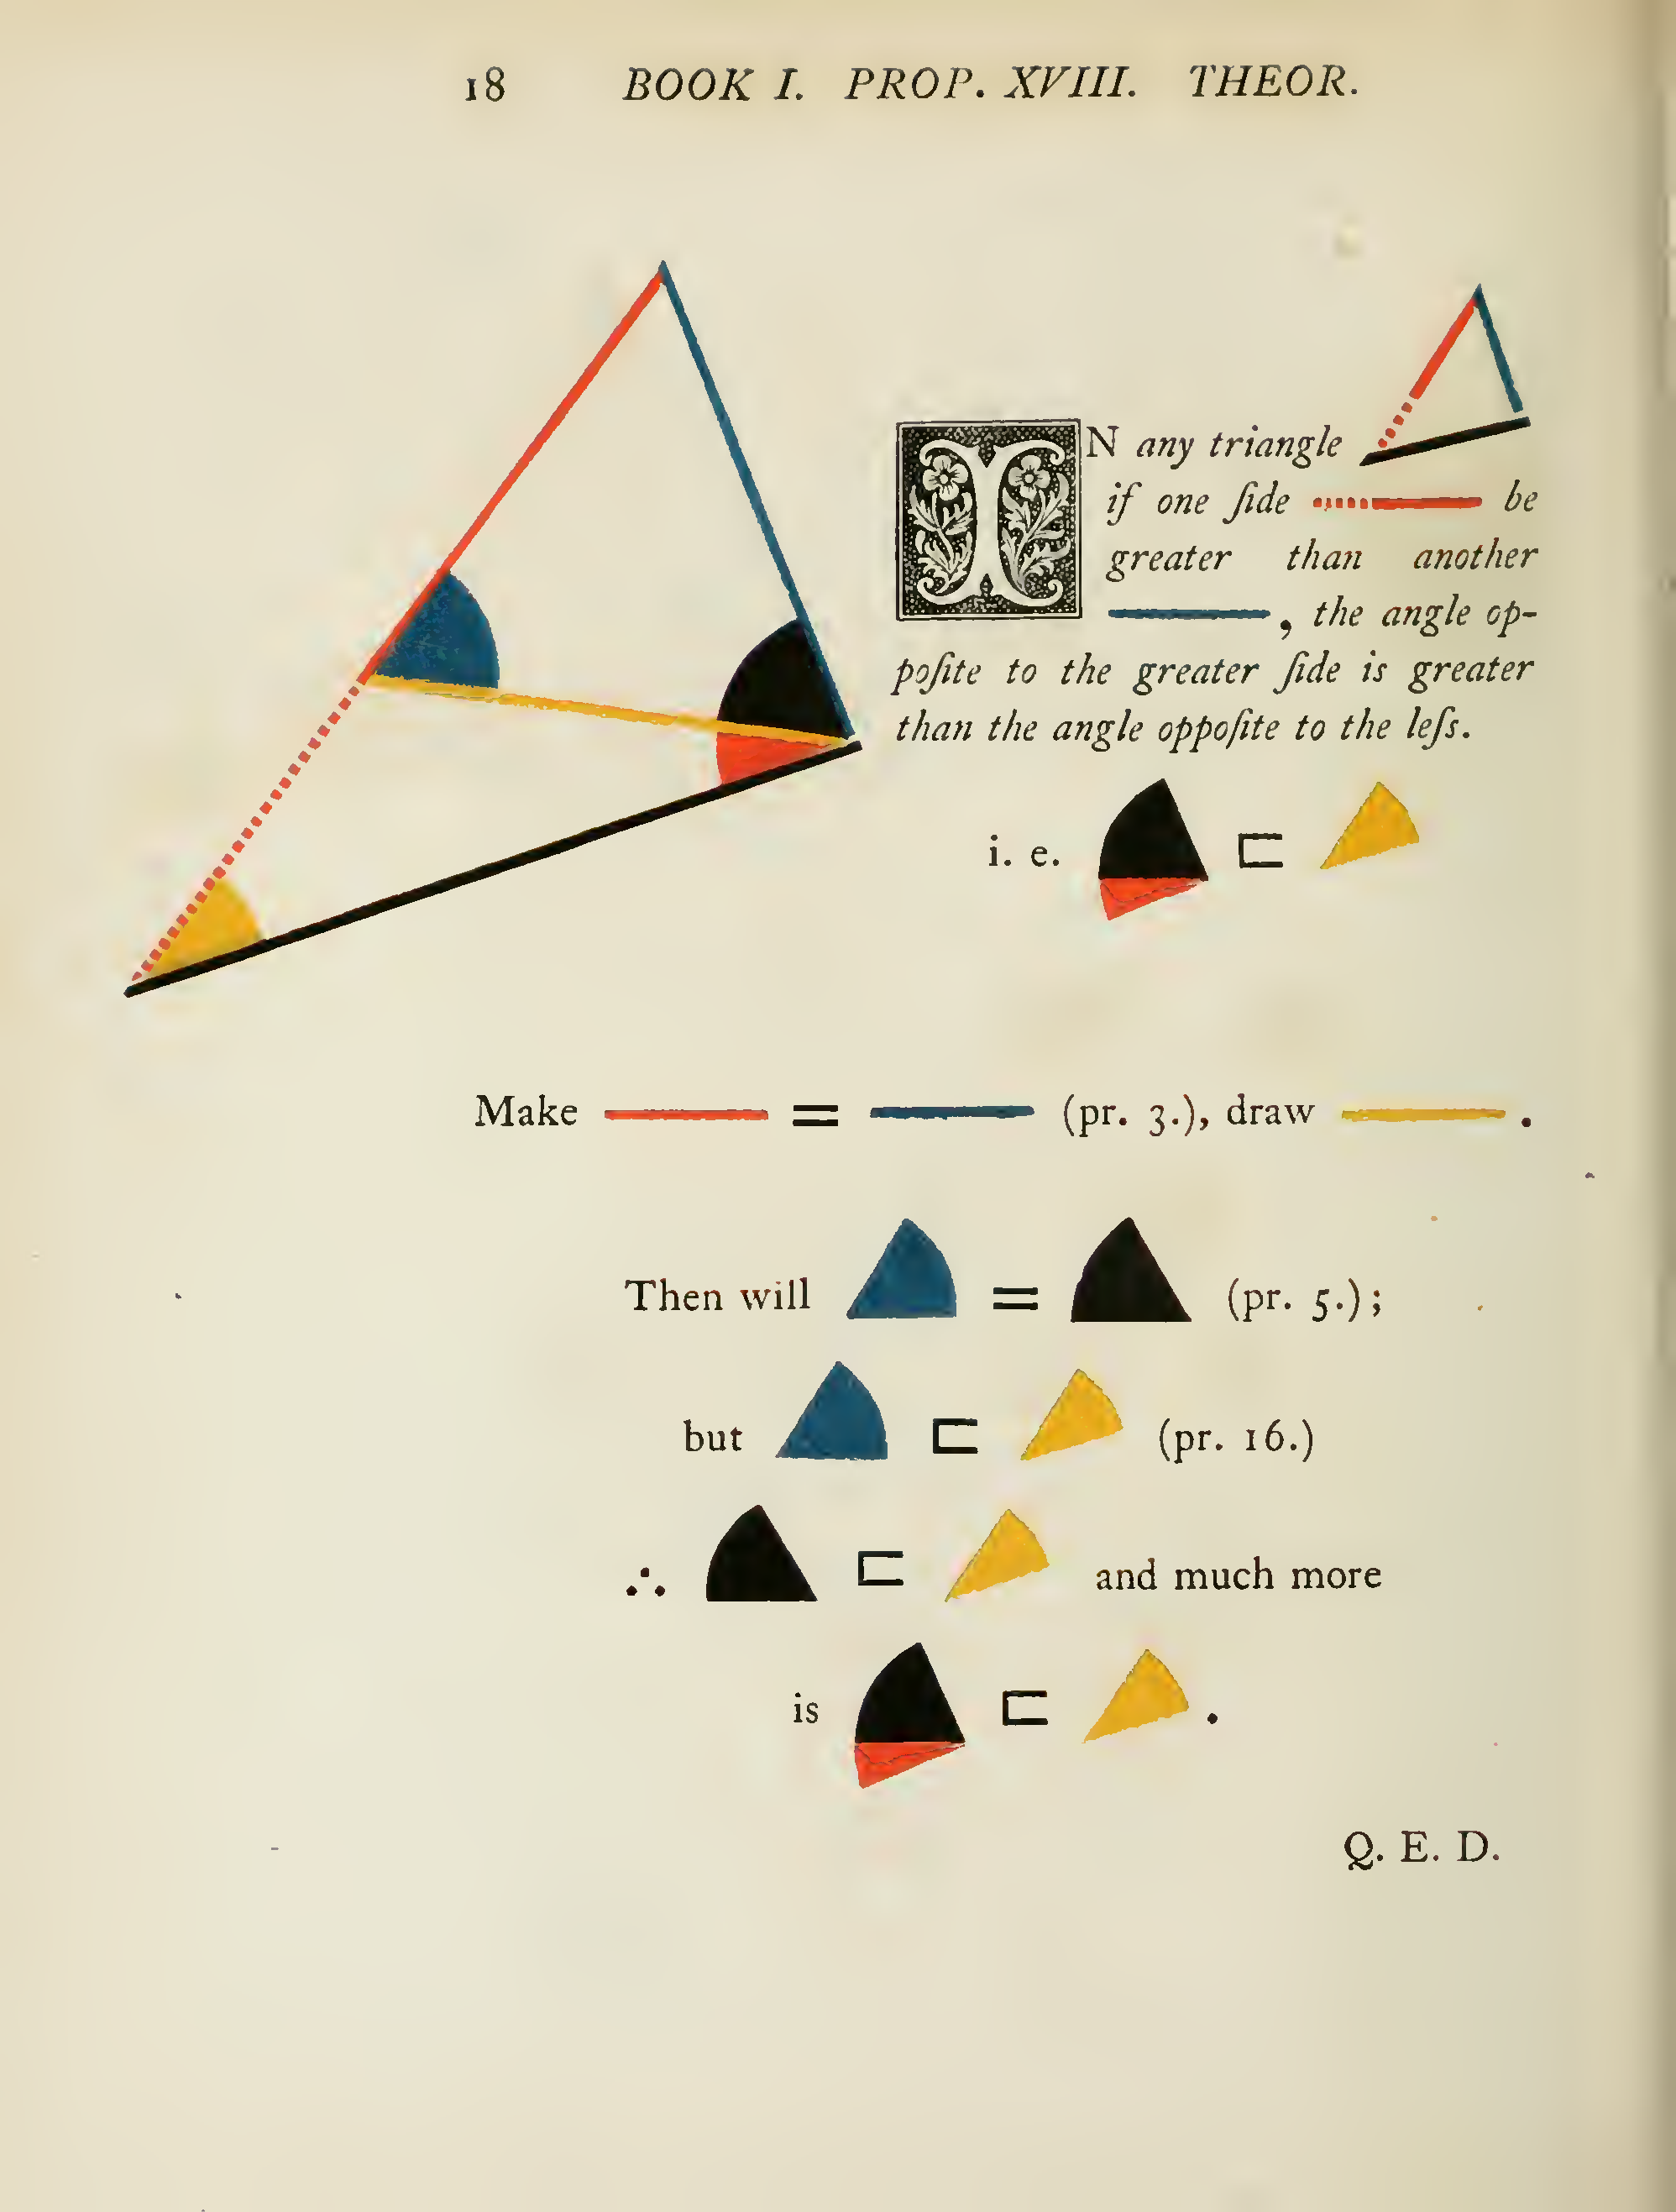 18 BOOK I. PROP. XVIII. THEOR.
IN any triangle
if one ſide be
greater than another
, the angle op-
poſite to the greater ſide is greater
than the angle oppoſite to the leſs.
i. e. ⊏
Make = (pr. 3.), draw .
Then will = (pr. 5.);
but ⊏ (pr. 16.)
∴ ⊏ and much more
is ⊏ .
Q. E. D.